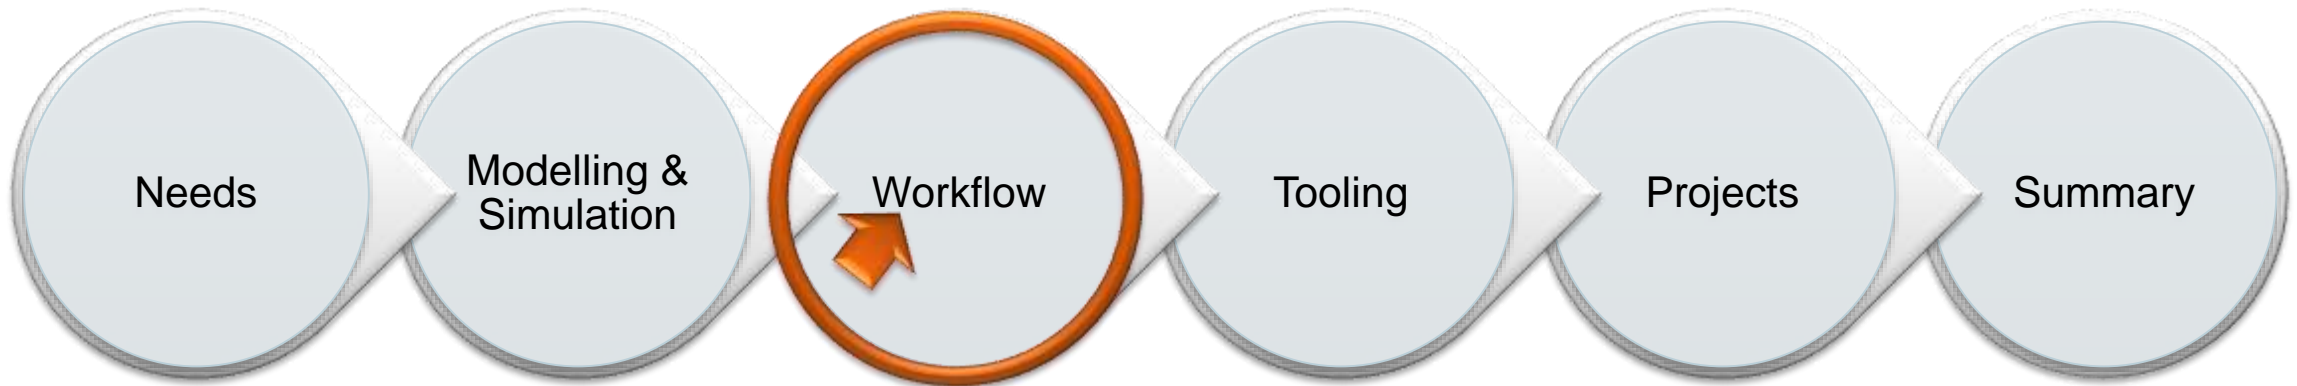 Needs
Modelling &
Simulation
Workflow
Tooling
Projects
Summary